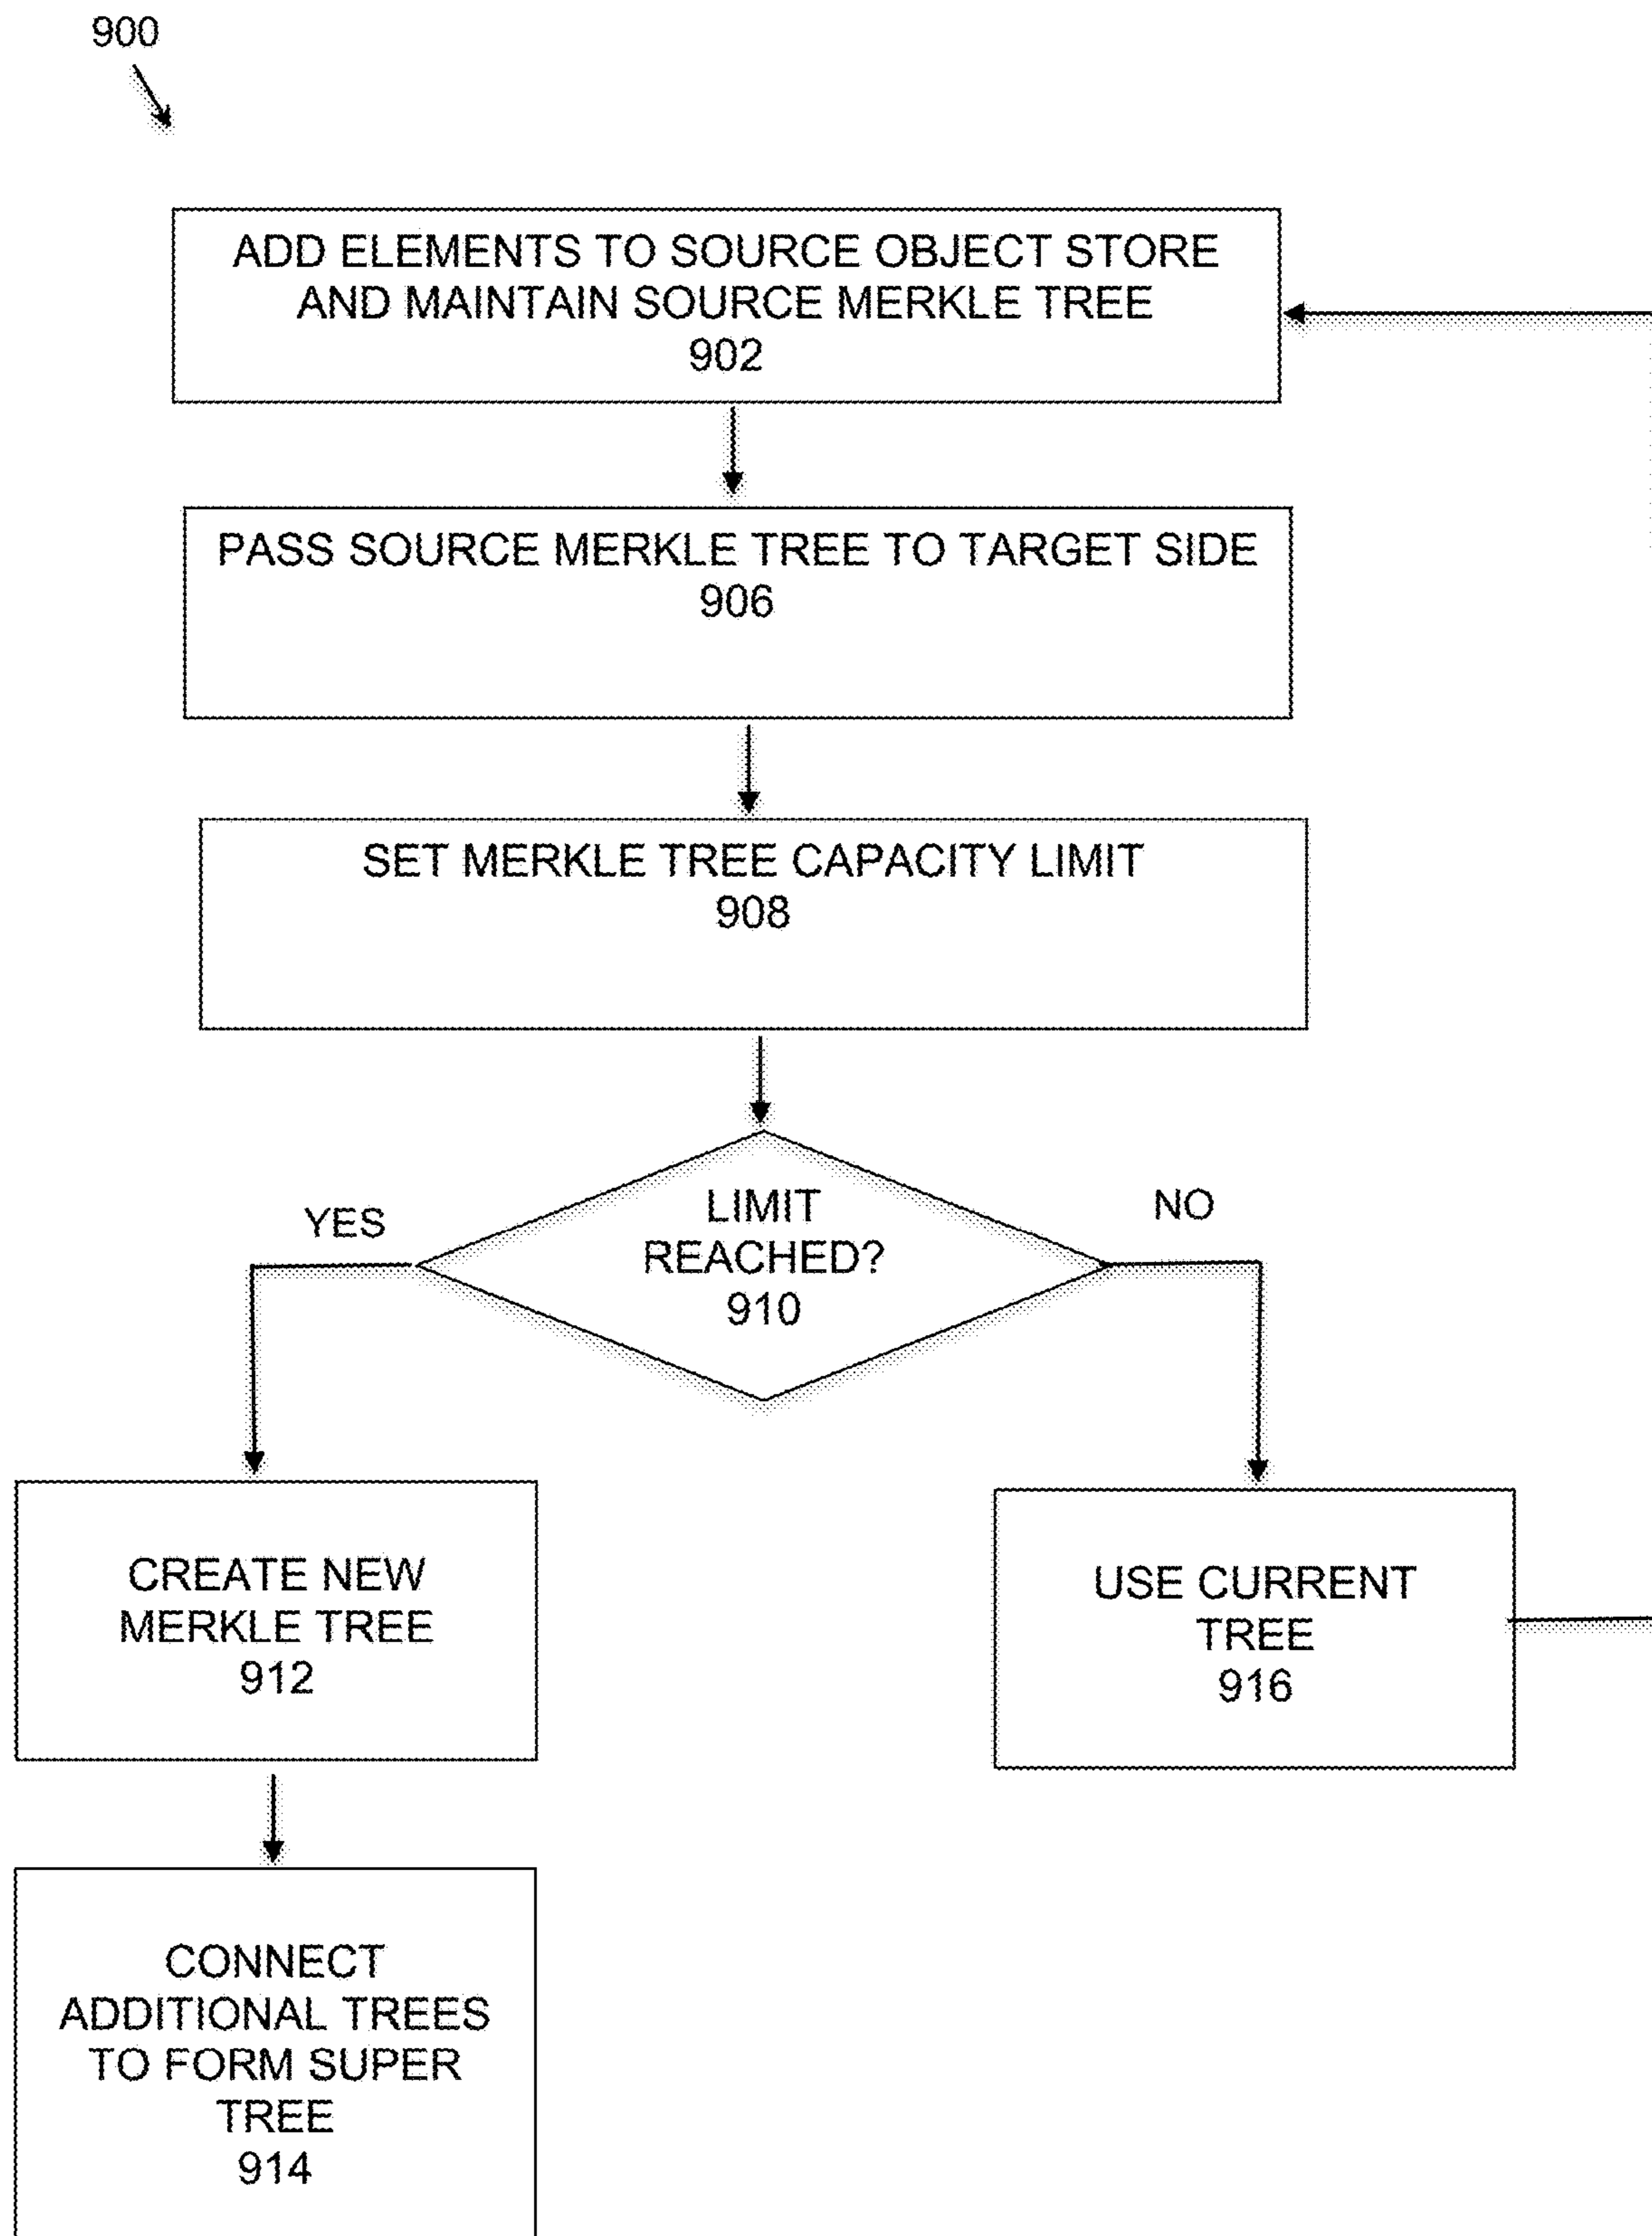 900
ADD ELEMENTS TO SOURCE OBJECT STORE
AND MAINTAIN SOURCE MERKLE TREE
902
PASS SOURCE MERKLE TREE TO TARGET SIDE
906
SET MERKLE TREE CAPACITY LIMIT
908
LIMIT
REACHED?
910
YES
NO
CREATE NEW
MERKLE TREE
912
USE CURRENT
TREE
916
CONNECT
ADDITIONAL TREES
TO FORM SUPER
TREE
914